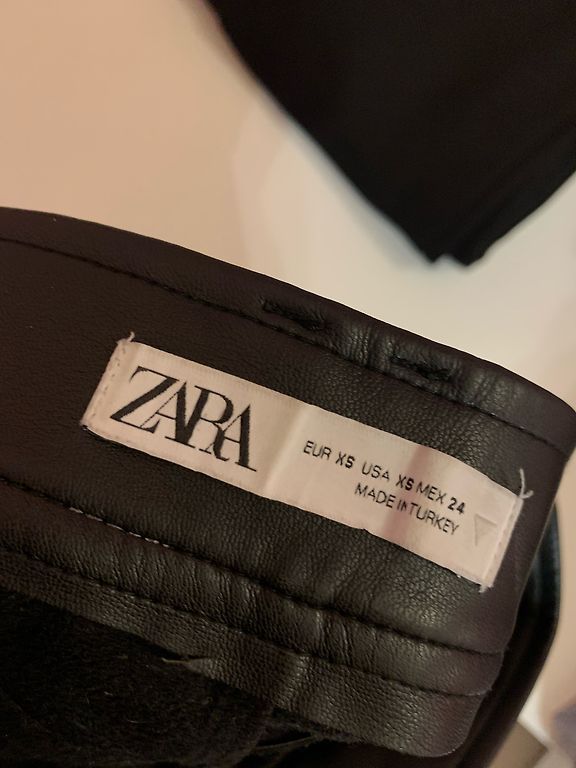 ZARA
EUR XS USA XS MEX 24
MADE IN TURKEY